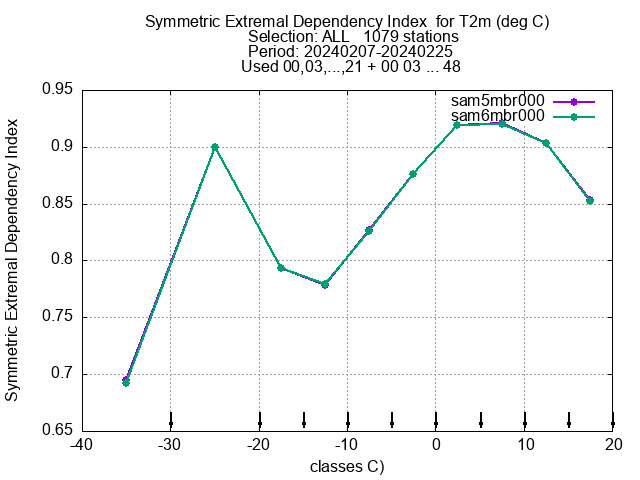 Symmetric Extremal Dependency Index  for T2m (deg C)
Selection: ALL   1079 stations
Period: 20240207-20240225
Used 00,03,...,21 + 00 03 ... 48
sam5mbr000
sam6mbr000
Symmetric Extremal Dependency Index
0.95
0.9
0.85
0.8
0.75
0.7
0.65
-40 -30 -20 -10 0 10 20
classes C)